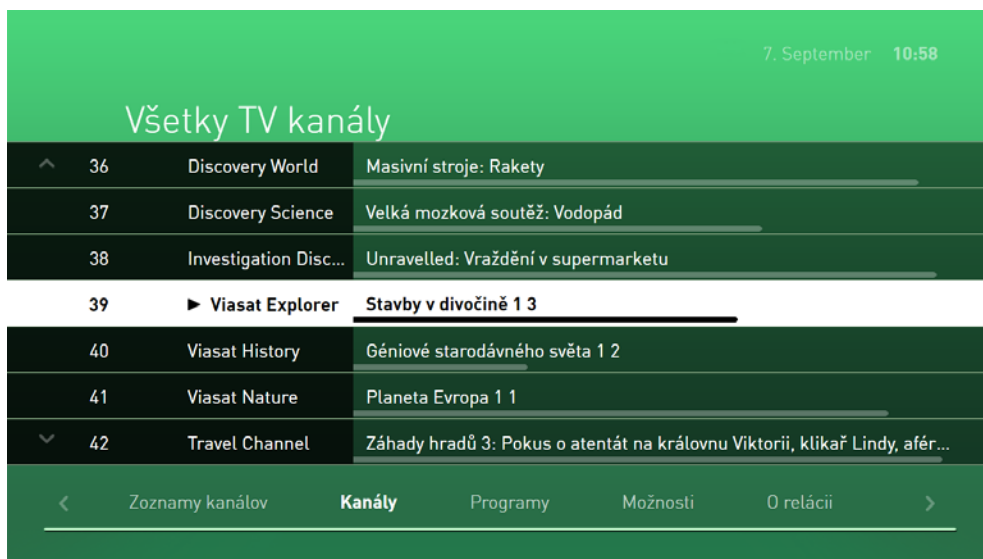 7. September 10:58
Všetky TV kanály
36 Discovery World Masivní stroje: Rakety
37 Discovery Science Velká mozková soutěž: Vodopád
38 Investigation Disc... Unravelled: Vraždění v supermarketu
39 ▶ Viasat Explorer Stavby v divočině 1 3
40 Viasat History Géniové starodávného světa 1 2
41 Viasat Nature Planeta Evropa 1 1
42 Travel Channel Záhady hradů 3: Pokus o atentát na královnu Viktorii, klikař Lindy, afér...
Zoznamy kanálov Kanály Programy Možnosti O relácii